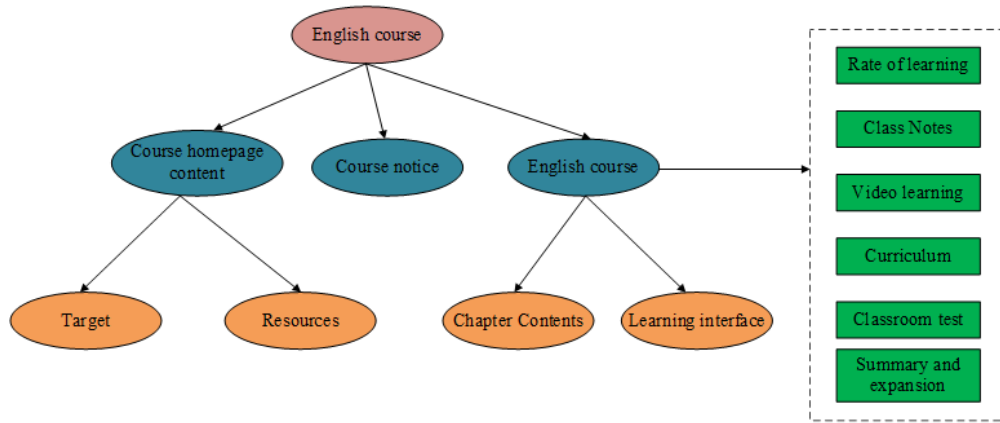 English course
Course homepage
content
Course notice
English course
Target
Resources
Chapter Contents
Learning interface
Rate of learning
Class Notes
Video learning
Curriculum
Classroom test
Summary and
expansion